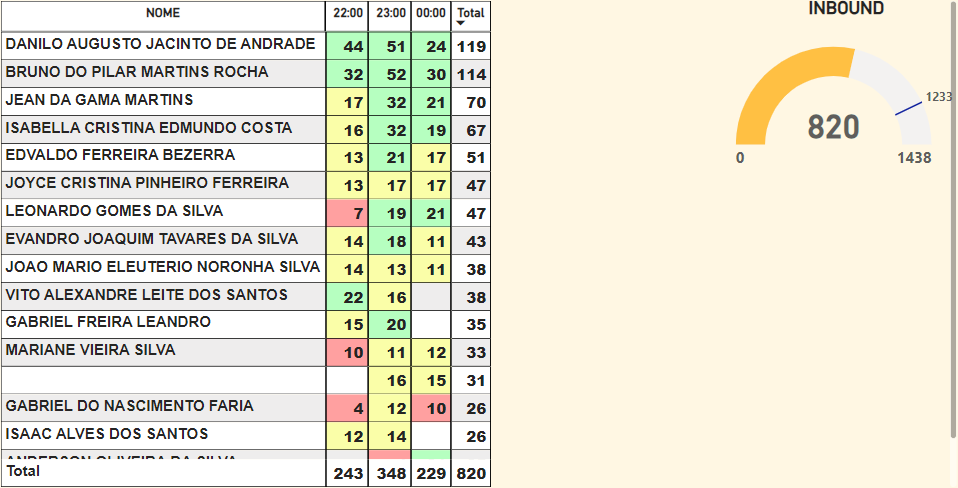 NOME 22:00 23:00 00:00 Total
DANILO AUGUSTO JACINTO DE ANDRADE 44 51 24 119
BRUNO DO PILAR MARTINS ROCHA 32 52 30 114
JEAN DA GAMA MARTINS 17 32 21 70
ISABELLA CRISTINA EDMUNDO COSTA 16 32 19 67
EDVALDO FERREIRA BEZERRA 13 21 17 51
JOYCE CRISTINA PINHEIRO FERREIRA 13 17 17 47
LEONARDO GOMES DA SILVA 7 19 21 47
EVANDRO JOAQUIM TAVARES DA SILVA 14 18 11 43
JOAO MARIO ELEUTERIO NORONHA SILVA 14 13 11 38
VITO ALEXANDRE LEITE DOS SANTOS 22 16 38
GABRIEL FREIRA LEANDRO 15 20 35
MARIANE VIEIRA SILVA 10 11 12 33
16 15 31
GABRIEL DO NASCIMENTO FARIA 4 12 10 26
ISAAC ALVES DOS SANTOS 12 14 26
Total 243 348 229 820
INBOUND
1233
820
0 1438